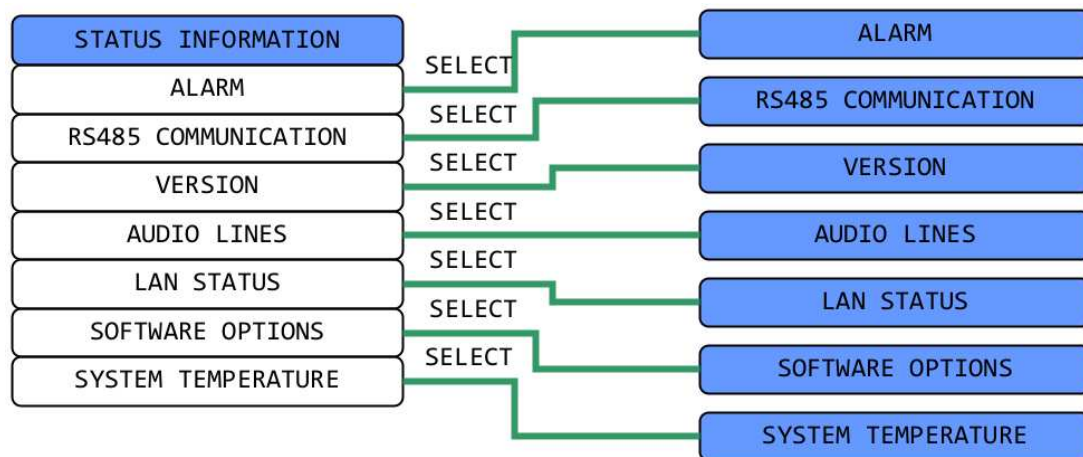 STATUS INFORMATION
ALARM
RS485 COMMUNICATION
VERSION
AUDIO LINES
LAN STATUS
SOFTWARE OPTIONS
SYSTEM TEMPERATURE
SELECT
SELECT
SELECT
SELECT
SELECT
SELECT
SELECT
ALARM
RS485 COMMUNICATION
VERSION
AUDIO LINES
LAN STATUS
SOFTWARE OPTIONS
SYSTEM TEMPERATURE